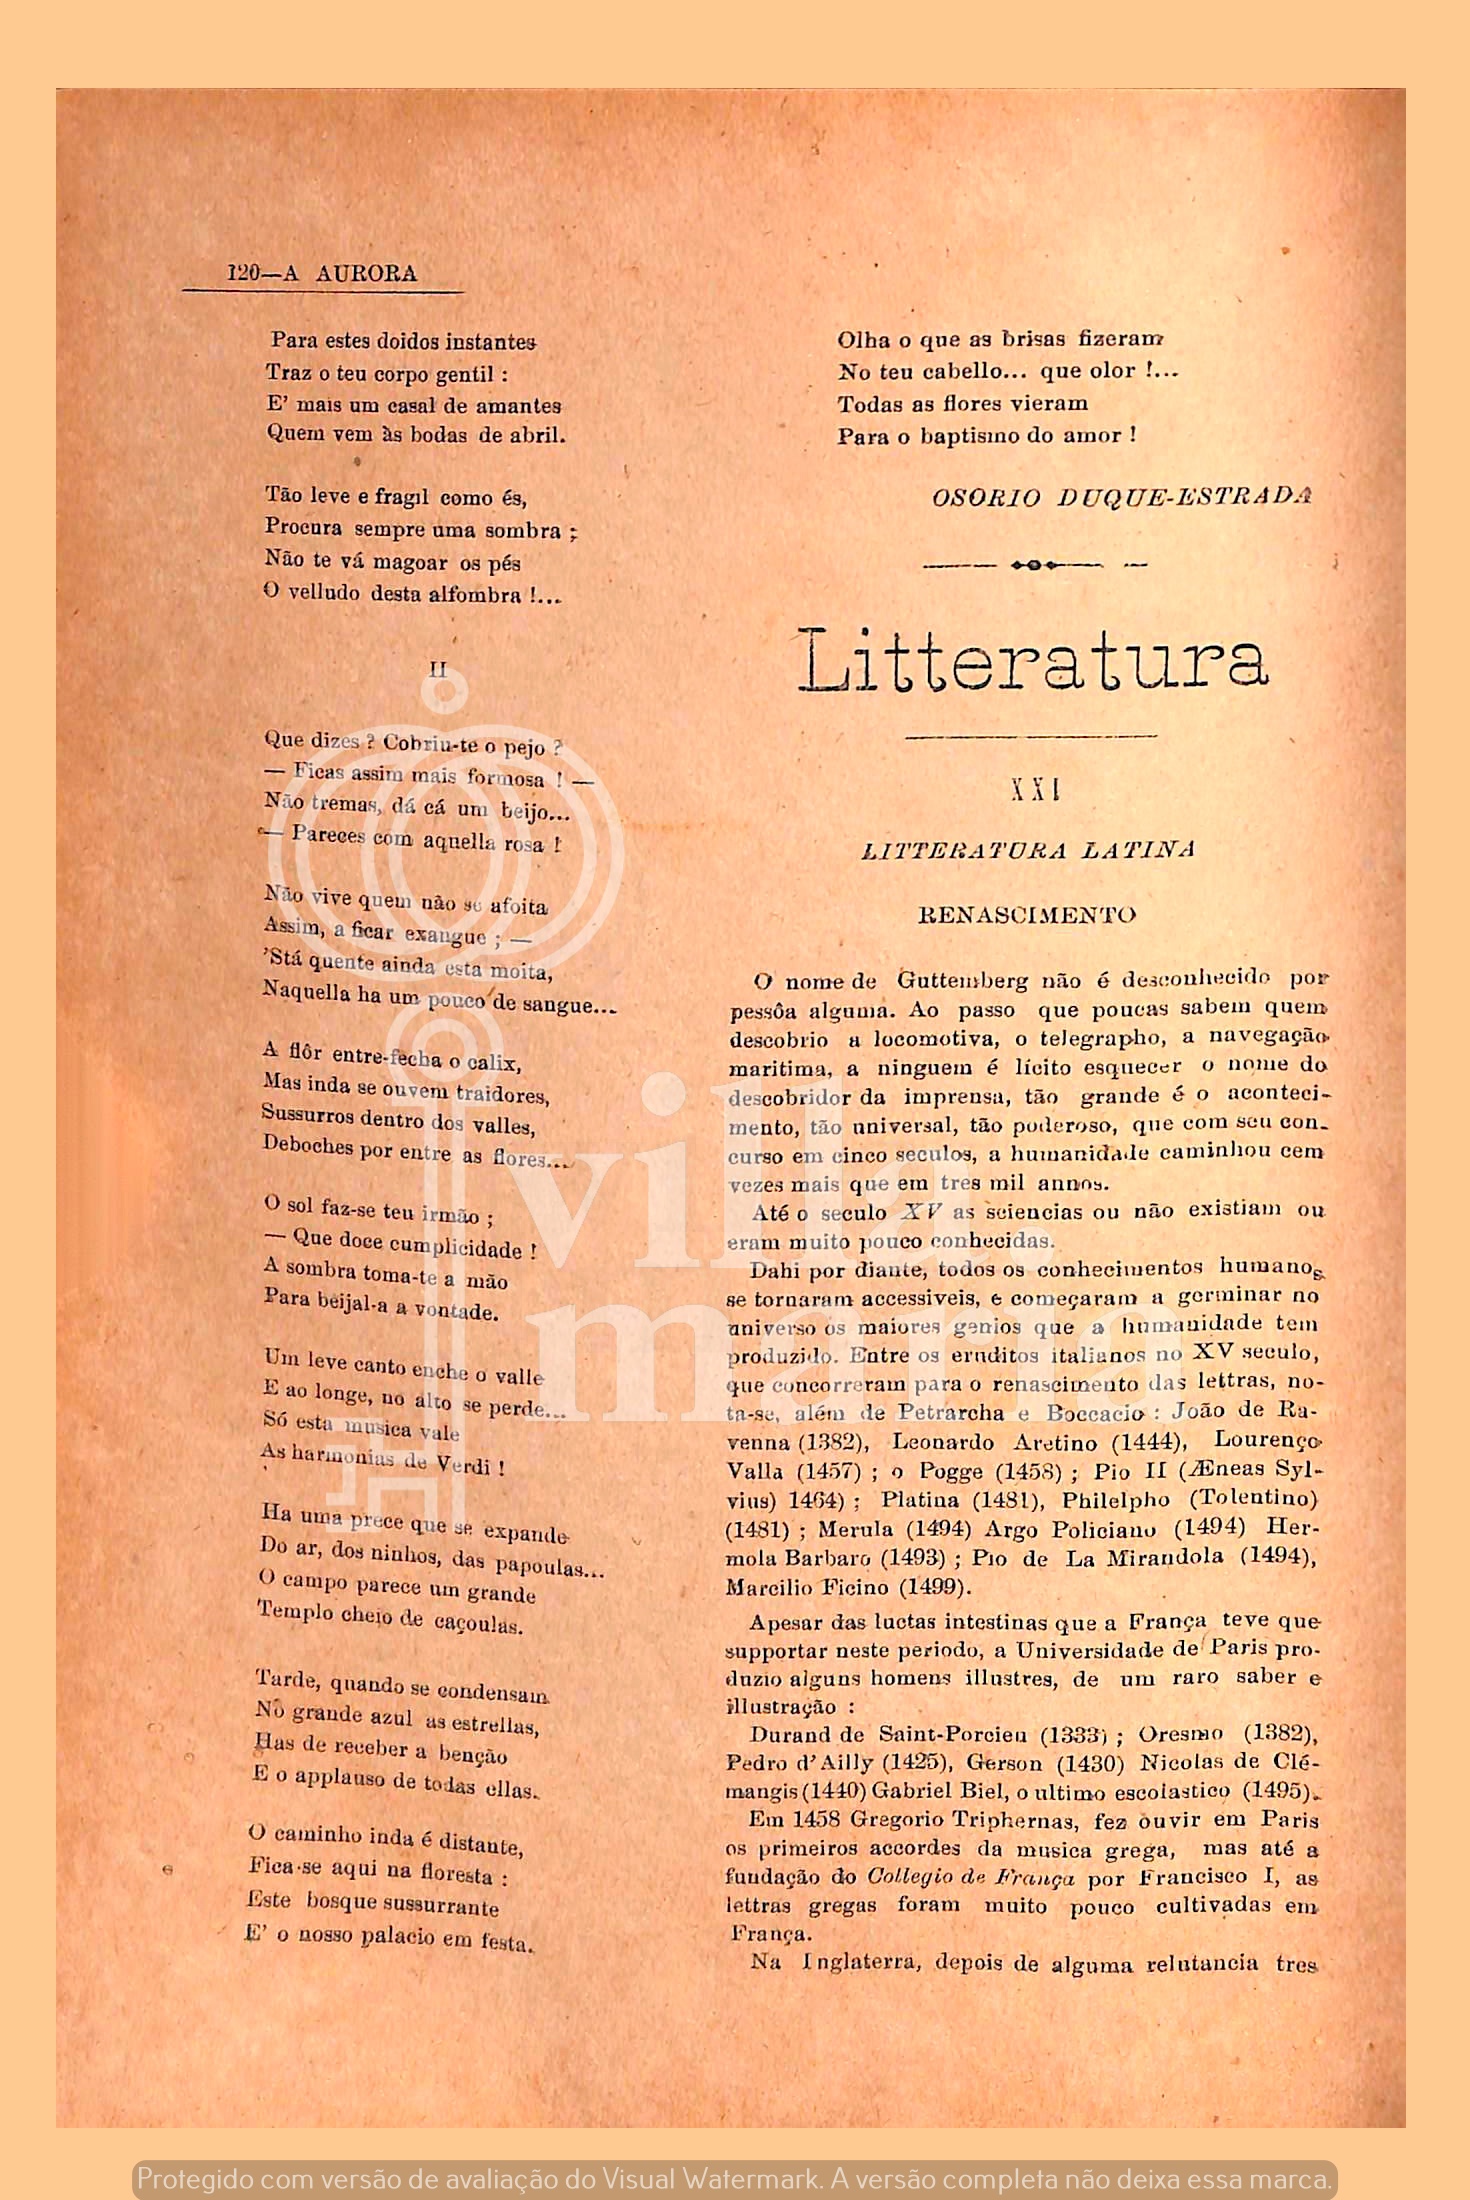 120—A AURORA
Para estes doidos instantes
Traz o teu corpo gentil :
E' mais um casal de amantes
Quem vem às bodas de abril.
Tão leve e fragil como és,
Procura sempre uma sombra ;
Não te vá magoar os pés
O velludo desta alfombra !...
II
Que dizes ? Cobriu-te o pejo ?
— Ficas assim mais formosa ! —
Não tremas, dá cá um beijo...
— Pareces com aquella rosa !
Não vive quem não se afoita
Assim, a ficar exangue ; —
'Stá quente ainda esta moita,
Naquella ha um pouco de sangue...
A flôr entre-fecha o calix,
Mas inda se ouvem traidores,
Sussurros dentro dos valles,
Deboches por entre as flores...
O sol faz-se teu irmão ;
— Que doce cumplicidade !
A sombra toma-te a mão
Para beijal-a a vontade.
Um leve canto enche o valle
E ao longe, no alto se perde...
Só esta musica vale
As harmonias de Verdi !
Ha uma prece que se expande
Do ar, dos ninhos, das papoulas...
O campo parece um grande
Templo cheio de caçoulas.
Tarde, quando se condensam
No grande azul as estrellas,
Has de receber a benção
E o applauso de todas ellas.
O caminho inda é distante,
Fica-se aqui na floresta :
Este bosque sussurrante
E' o nosso palacio em festa.
Olha o que as brisas fizeram
No teu cabello... que olor !...
Todas as flores vieram
Para o baptismo do amor !
OSORIO DUQUE-ESTRADA
Litteratura
XXI
LITTERATURA LATINA
RENASCIMENTO
O nome de Guttemberg não é desconhecido por
pessôa alguma. Ao passo que poucas sabem quem
descobrio a locomotiva, o telegrapho, a navegação
maritima, a ninguem é lícito esquecer o nome do
descobridor da imprensa, tão grande é o aconteci-
mento, tão universal, tão poderoso, que com seu con-
curso em cinco seculos, a humanidade caminhou cem
vezes mais que em tres mil annos.
Até o seculo XV as sciencias ou não existiam ou
eram muito pouco conhecidas.
Dahi por diante, todos os conhecimentos humanos
se tornaram accessiveis, e começaram a germinar no
universo os maiores genios que a humanidade tem
produzido. Entre os eruditos italianos no XV seculo,
que concorreram para o renascimento das lettras, no-
ta-se, além de Petrarcha e Boccacio : João de Ra-
venna (1382), Leonardo Aretino (1444), Lourenço
Valla (1457) ; o Pogge (1458) ; Pio II (Æneas Syl-
vius) 1464) ; Platina (1481), Philelpho (Tolentino)
(1481) ; Merula (1494) Argo Policiano (1494) Her-
mola Barbaro (1493) ; Pio de La Mirandola (1494),
Marcilio Ficino (1499).
Apesar das luctas intestinas que a França teve que
supportar neste periodo, a Universidade de Paris pro-
duzio alguns homens illustres, de um raro saber e
illustração :
Durand de Saint-Porcien (1333) ; Oresmo (1382),
Pedro d'Ailly (1425), Gerson (1430) Nicolas de Clé-
mangis (1440) Gabriel Biel, o ultimo escolastico (1495).
Em 1458 Gregorio Triphernas, fez ouvir em Paris
os primeiros accordes da musica grega, mas até a
fundação do Collegio de França por Francisco I, as
lettras gregas foram muito pouco cultivadas em
França.
Na Inglaterra, depois de alguma relutancia tres
villa
maria
Protegido com versão de avaliação do Visual Watermark. A versão completa não deixa essa marca.